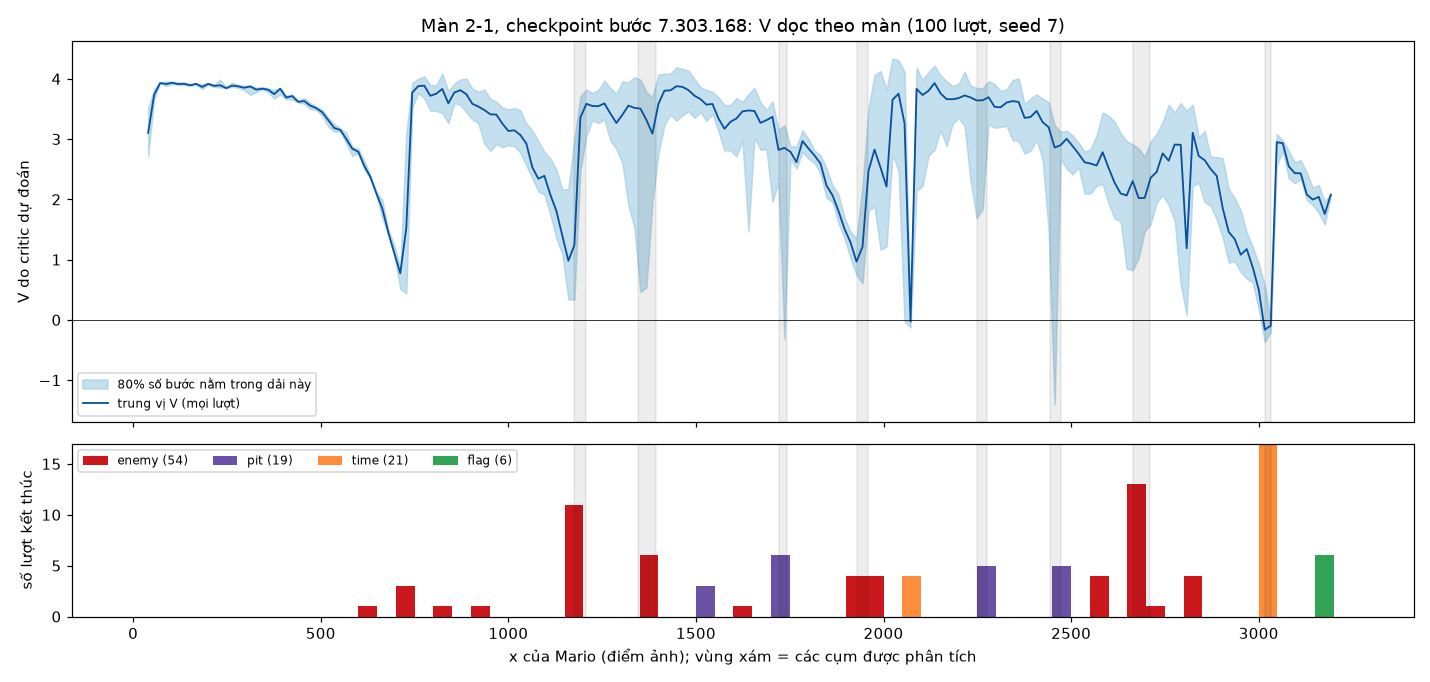 Màn 2-1, checkpoint bước 7.303.168: V dọc theo màn (100 lượt, seed 7)
V do critic dự đoán
4
3
2
1
0
−1
80% số bước nằm trong dải này
trung vị V (mọi lượt)
số lượt kết thúc
15
10
5
0
enemy (54)
pit (19)
time (21)
flag (6)
0
500
1000
1500
2000
2500
3000
x của Mario (điểm ảnh); vùng xám = các cụm được phân tích